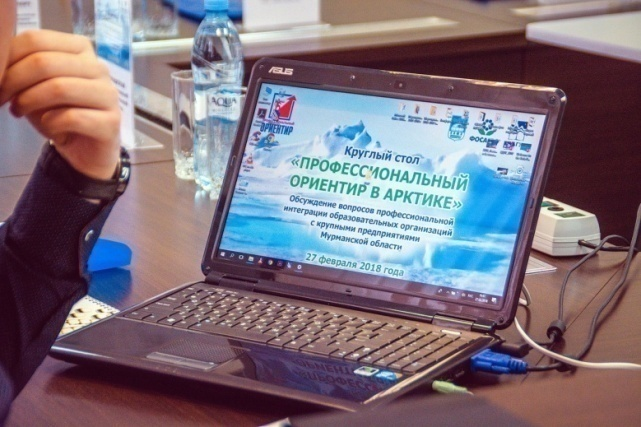 AQUA
ASUS
ОРИЕНТИР
ФОСАГРО
Круглый стол
«ПРОФЕССИОНАЛЬНЫЙ
ОРИЕНТИР В АРКТИКЕ»
Обсуждение вопросов профессиональной
интеграции образовательных организаций
с крупными предприятиями
Мурманской области
27 февраля 2018 года